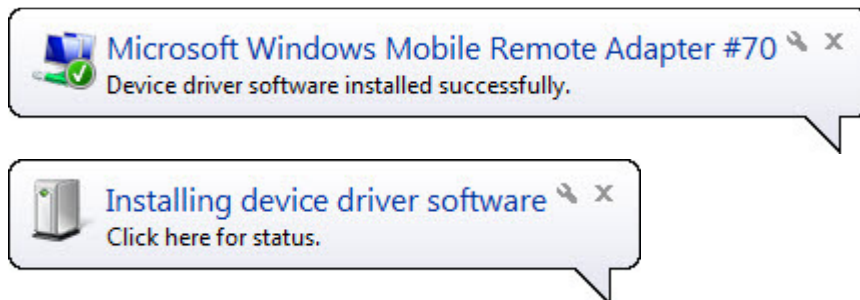 Microsoft Windows Mobile Remote Adapter #70
Device driver software installed successfully.
Installing device driver software
Click here for status.